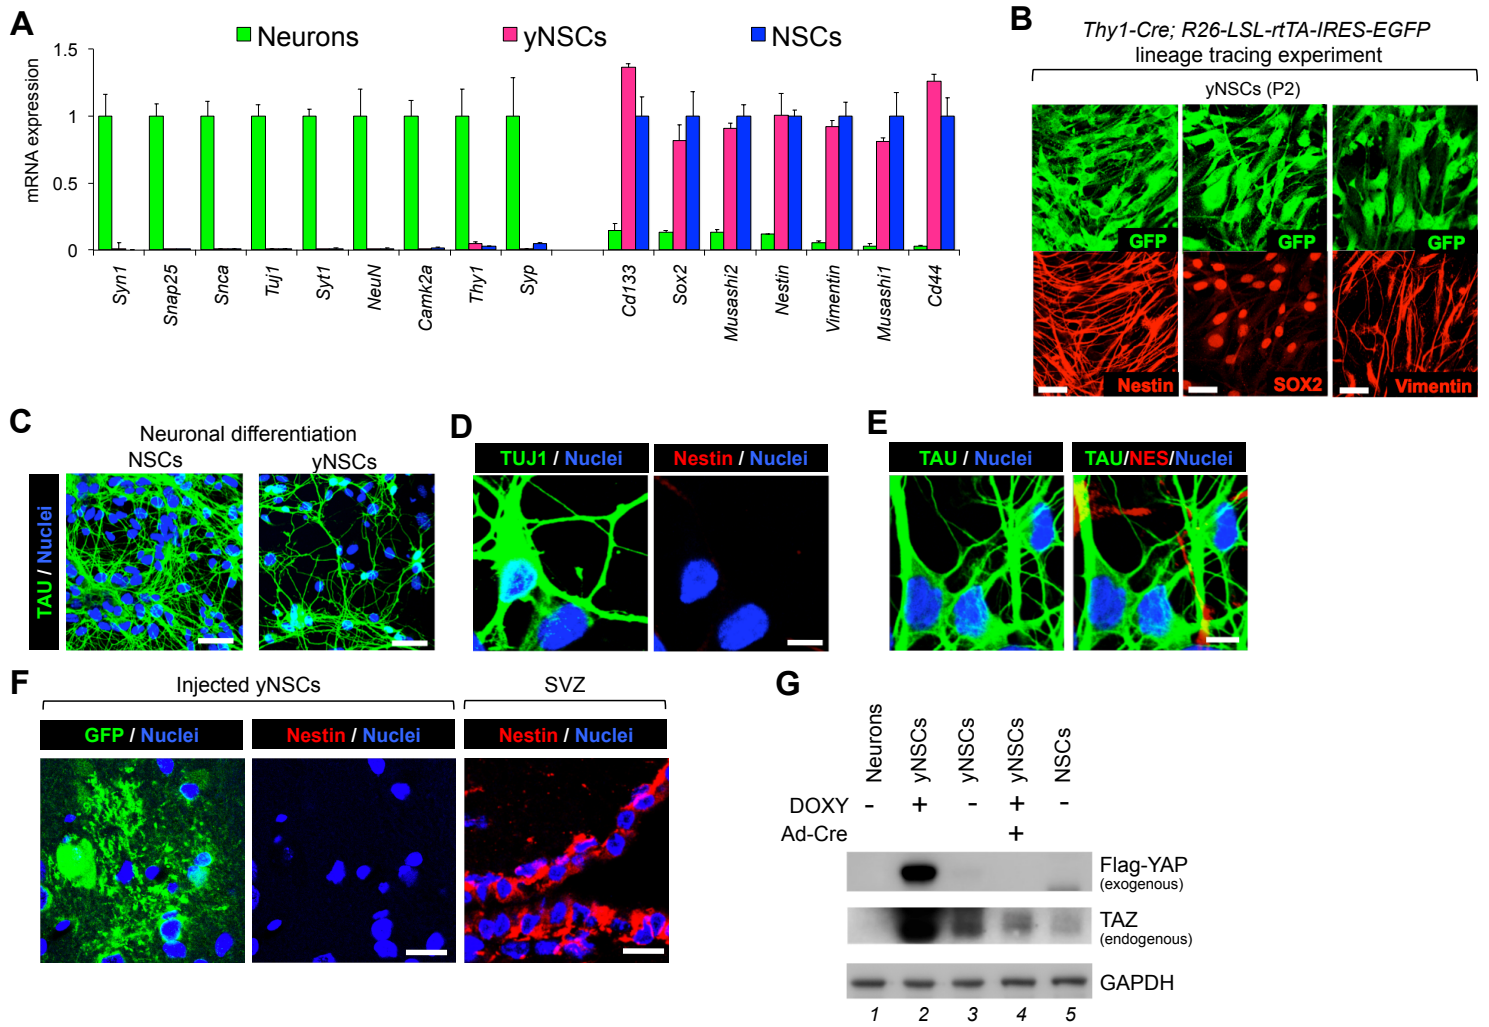 A
Neurons
yNSCs
NSCs
mRNA expression
1.5
1
0.5
0
Syn1
Snap25
Snca
Tuj1
Syt1
NeuN
Camk2a
Thy1
Syp
Cd133
Sox2
Musashi2
Nestin
Vimentin
Musashi1
Cd44
B
Thy1-Cre; R26-LSL-rtTA-IRES-EGFP
lineage tracing experiment
yNSCs (P2)
GFP
GFP
GFP
Nestin
SOX2
Vimentin
C
Neuronal differentiation
NSCs
yNSCs
TAU / Nuclei
D
TUJ1 / Nuclei
Nestin / Nuclei
E
TAU / Nuclei
TAU/NES/Nuclei
F
Injected yNSCs
SVZ
GFP / Nuclei
Nestin / Nuclei
Nestin / Nuclei
G
Neurons
yNSCs
yNSCs
yNSCs
NSCs
DOXY - + - + -
Ad-Cre +
Flag-YAP
(exogenous)
TAZ
(endogenous)
GAPDH
1 2 3 4 5